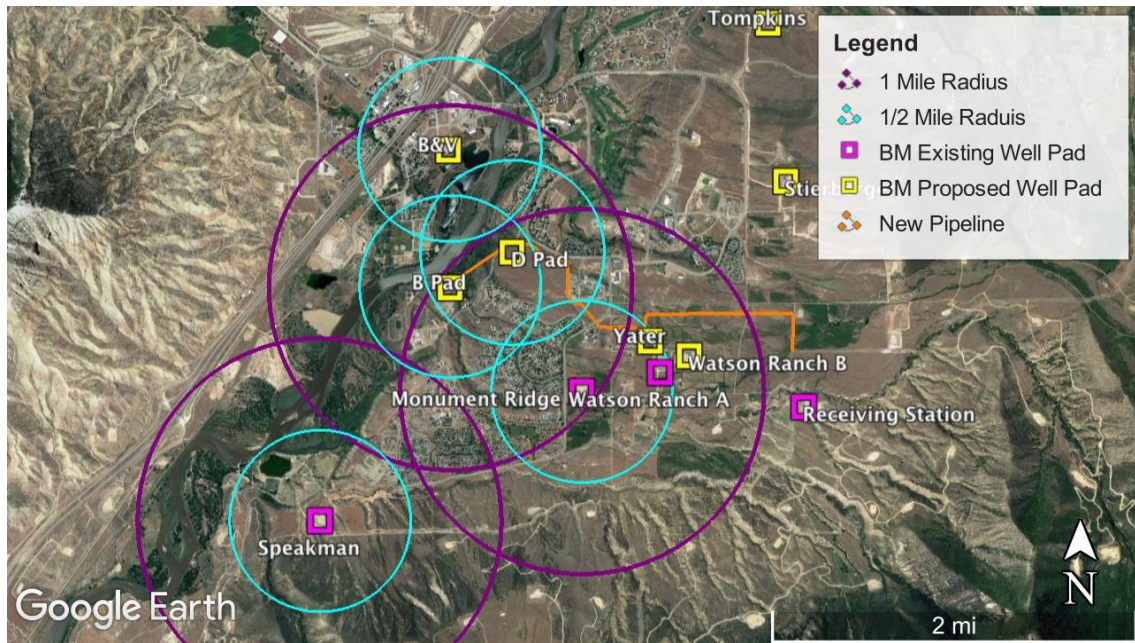 Tompkins
Legend
1 Mile Radius
1/2 Mile Raduis
BM Existing Well Pad
BM Proposed Well Pad
New Pipeline
B&V
D Pad
B Pad
Yater
Watson Ranch B
Monument Ridge
Watson Ranch A
Receiving Station
Speakman
Google Earth
N
2 mi